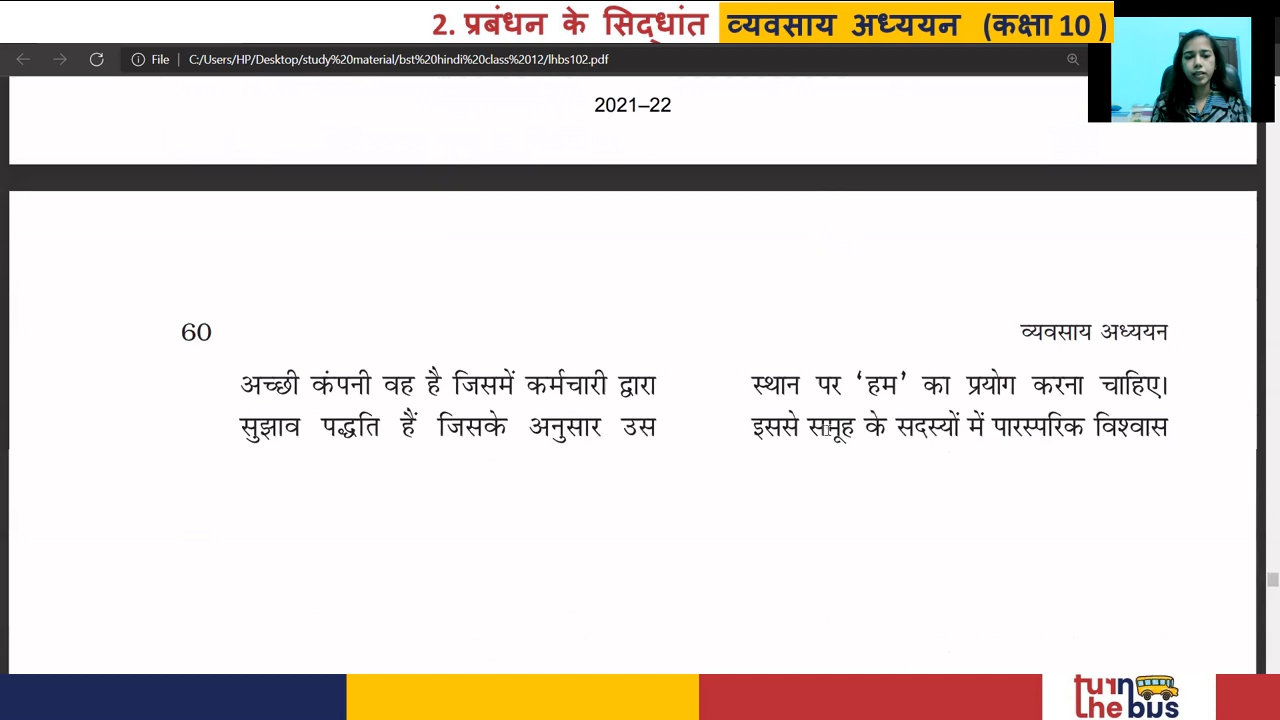 2. प्रबंधन के सिद्धांत व्यवसाय अध्ययन (कक्षा 10 )
File C:/Users/HP/Desktop/study%20material/bst%20hindi%20class%2012/lhbs102.pdf
2021–22
60
व्यवसाय अध्ययन
अच्छी कंपनी वह है जिसमें कर्मचारी द्वारा
सुझाव पद्धति हैं जिसके अनुसार उस
स्थान पर ‘हम’ का प्रयोग करना चाहिए।
इससे समूह के सदस्यों में पारस्परिक विश्वास
turn
the bus